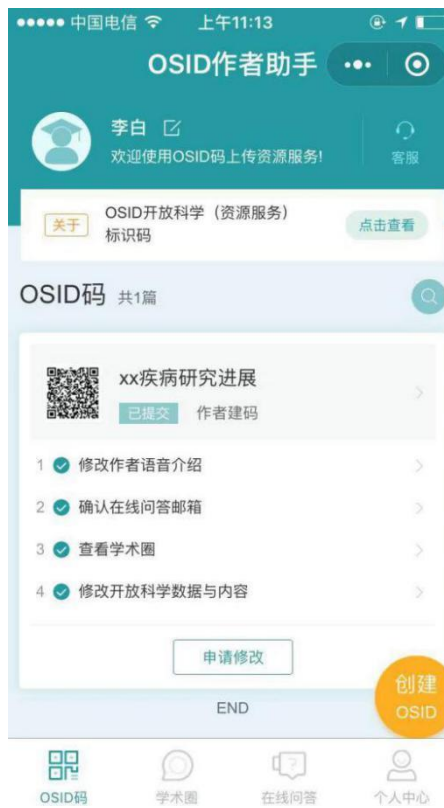 中国电信 上午11:13
OSID作者助手
李白
欢迎使用OSID码上传资源服务!
客服
关于
OSID开放科学（资源服务）
标识码
点击查看
OSID码 共1篇
xx疾病研究进展
已提交 作者建码
1 修改作者语音介绍
2 确认在线问答邮箱
3 查看学术圈
4 修改开放科学数据与内容
申请修改
创建
OSID
END
OSID码 学术圈 在线问答 个人中心